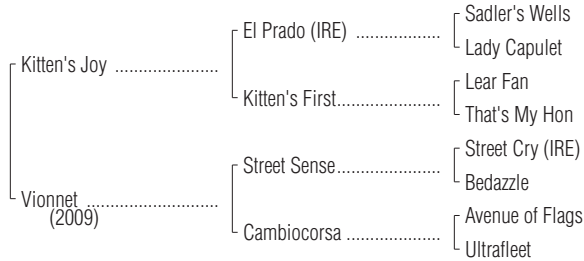 Sadler's Wells
El Prado (IRE) ..................
Lady Capulet
Kitten's Joy ......................
Lear Fan
Kitten's First......................
That's My Hon
Street Cry (IRE)
Street Sense......................
Bedazzle
Vionnet ............................
(2009)
Avenue of Flags
Cambiocorsa ....................
Ultrafleet